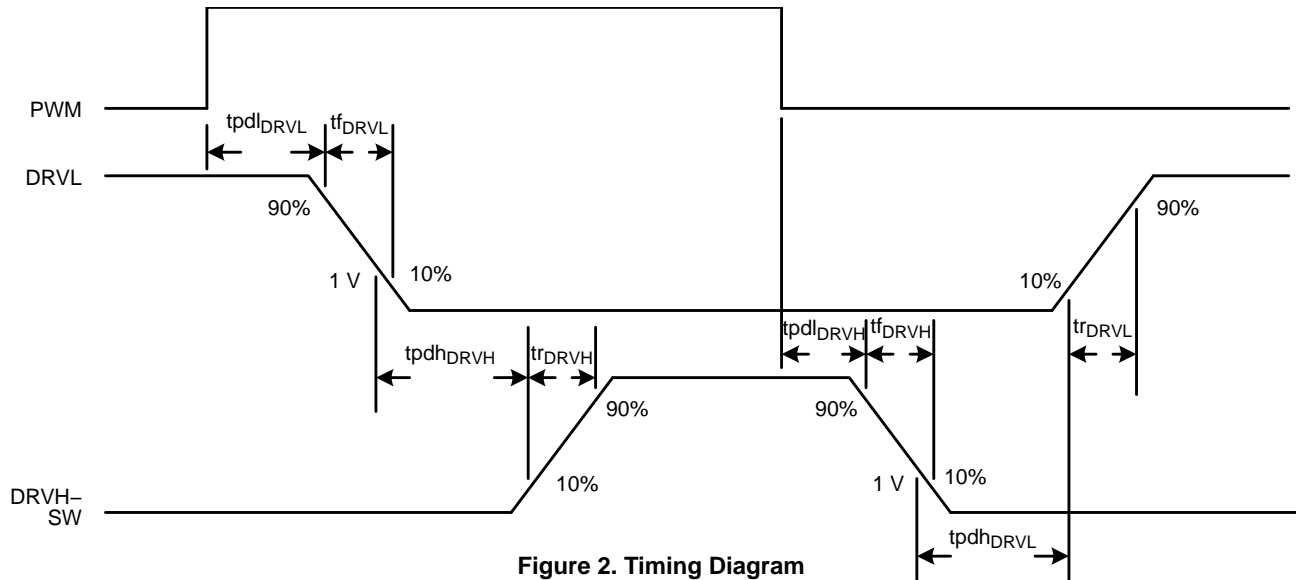 PWM
tpdlDRVL
tfDRVL
DRVL
90%
90%
1 V
10%
10%
tpdhDRVH
trDRVH
tpdlDRVH
tfDRVH
trDRVL
90%
90%
10%
1 V
10%
DRVH–
SW
tpdhDRVL
Figure 2. Timing Diagram